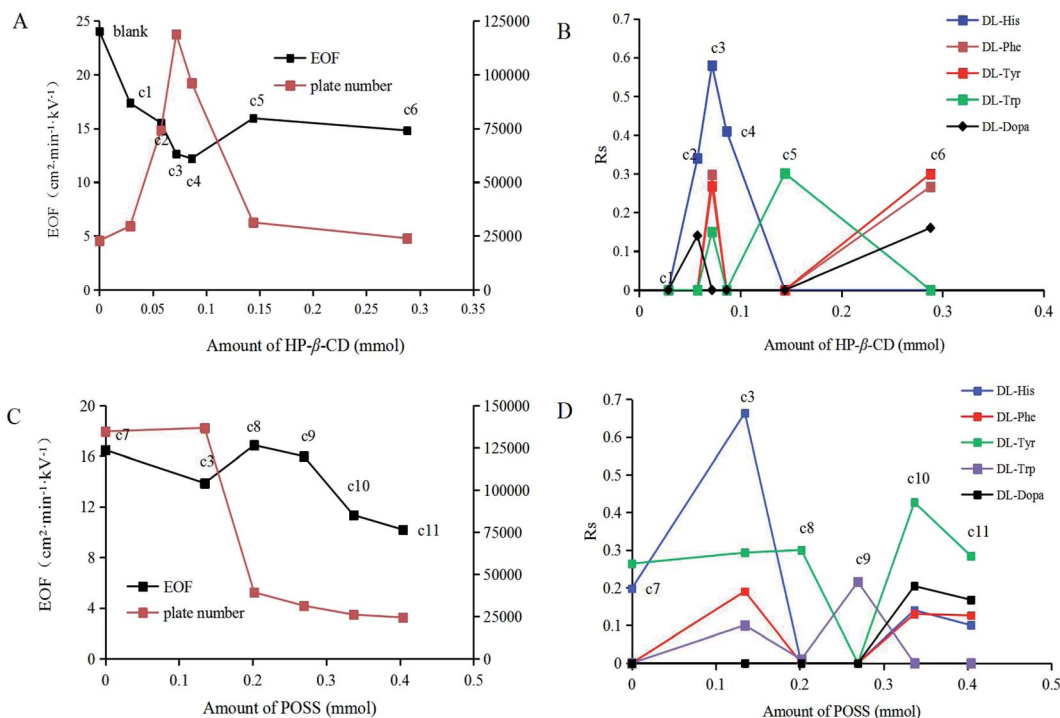 A
25
20
15
10
5
0
EOF（cm²·min⁻¹·kV⁻¹）
blank
c1
c2
c3
c4
c5
c6
EOF
plate number
125000
100000
75000
50000
25000
0
0
0.05
0.1
0.15
0.2
0.25
0.3
0.35
Amount of HP-β-CD (mmol)
B
0.7
0.6
0.5
0.4
0.3
0.2
0.1
0
Rs
c1
c2
c3
c4
c5
c6
DL-His
DL-Phe
DL-Tyr
DL-Trp
DL-Dopa
0
0.1
0.2
0.3
0.4
Amount of HP-β-CD (mmol)
C
20
16
12
8
4
0
EOF（cm²·min⁻¹·kV⁻¹）
c7
c3
c8
c9
c10
c11
EOF
plate number
150000
125000
100000
75000
50000
25000
0
0
0.1
0.2
0.3
0.4
0.5
Amount of POSS (mmol)
D
0.7
0.6
0.5
0.4
0.3
0.2
0.1
0
Rs
c7
c3
c8
c9
c10
c11
DL-His
DL-Phe
DL-Tyr
DL-Trp
DL-Dopa
0
0.1
0.2
0.3
0.4
0.5
Amount of POSS (mmol)